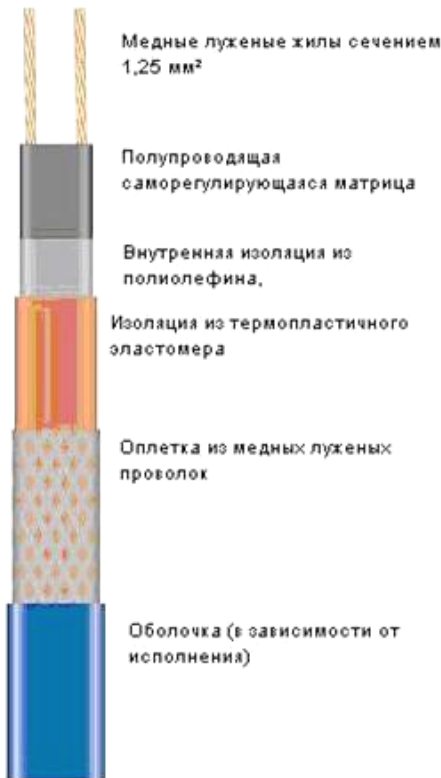 Медные луженые жилы сечением
1,25 мм²
Полупроводящая
саморегулирующаяся матрица
Внутренная изоляция из
полиолефина,
Изоляция из термопластичного
эластомера
Оплетка из медных луженых
проволок
Оболочка (в зависимости от
исполнения)